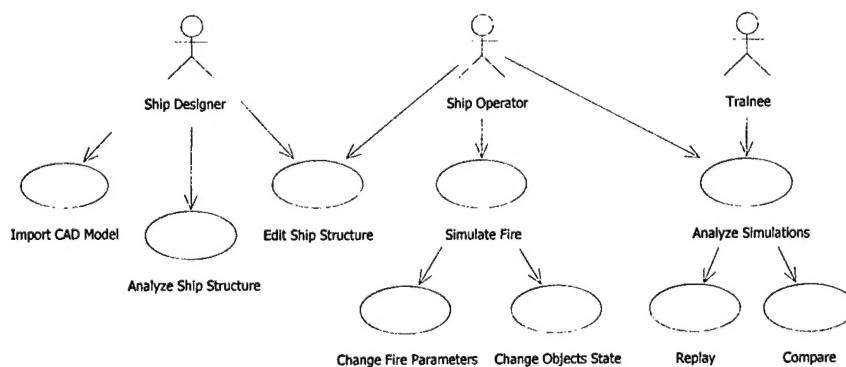 Ship Designer
Ship Operator
Trainee
Import CAD Model
Edit Ship Structure
Simulate Fire
Analyze Simulations
Analyze Ship Structure
Change Fire Parameters
Change Objects State
Replay
Compare